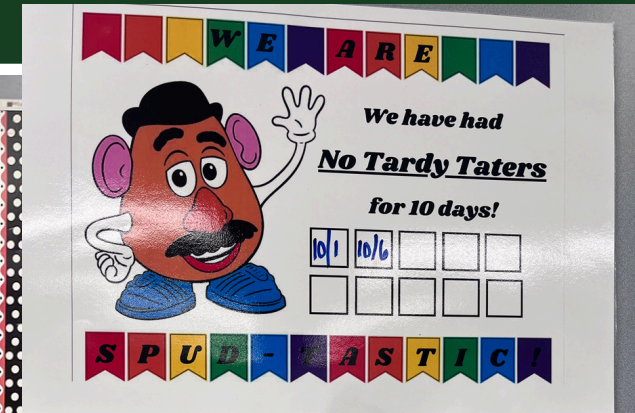 WE ARE
We have had
No Tardy Taters
for 10 days!
10/1 10/6
SPUD-TASTIC!